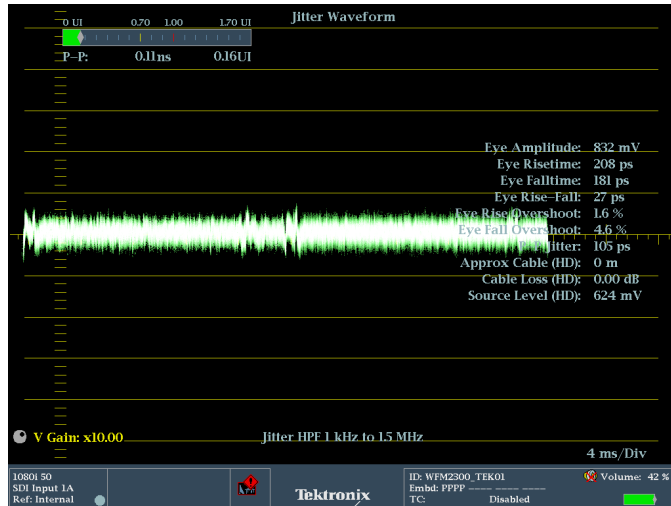 Jitter Waveform
0 UI 0.70 1.00 1.70 UI
P-P: 0.11ns 0.16UI
Eye Amplitude: 832 mV
Eye Risetime: 208 ps
Eye Falltime: 181 ps
Eye Rise-Fall: 27 ps
Eye Rise Overshoot: 1.6 %
Eye Fall Overshoot: 4.6 %
Jitter: 105 ps
Approx Cable (HD): 0 m
Cable Loss (HD): 0.00 dB
Source Level (HD): 624 mV
V Gain: x10.00
Jitter HPF 1 kHz to 1.5 MHz
4 ms/Div
1080i 50
SDI Input 1A
Ref: Internal
Tektronix
ID: WFM2300_TEK01
Embd: PPPP ---- ---- ----
TC: Disabled
Volume: 42 %